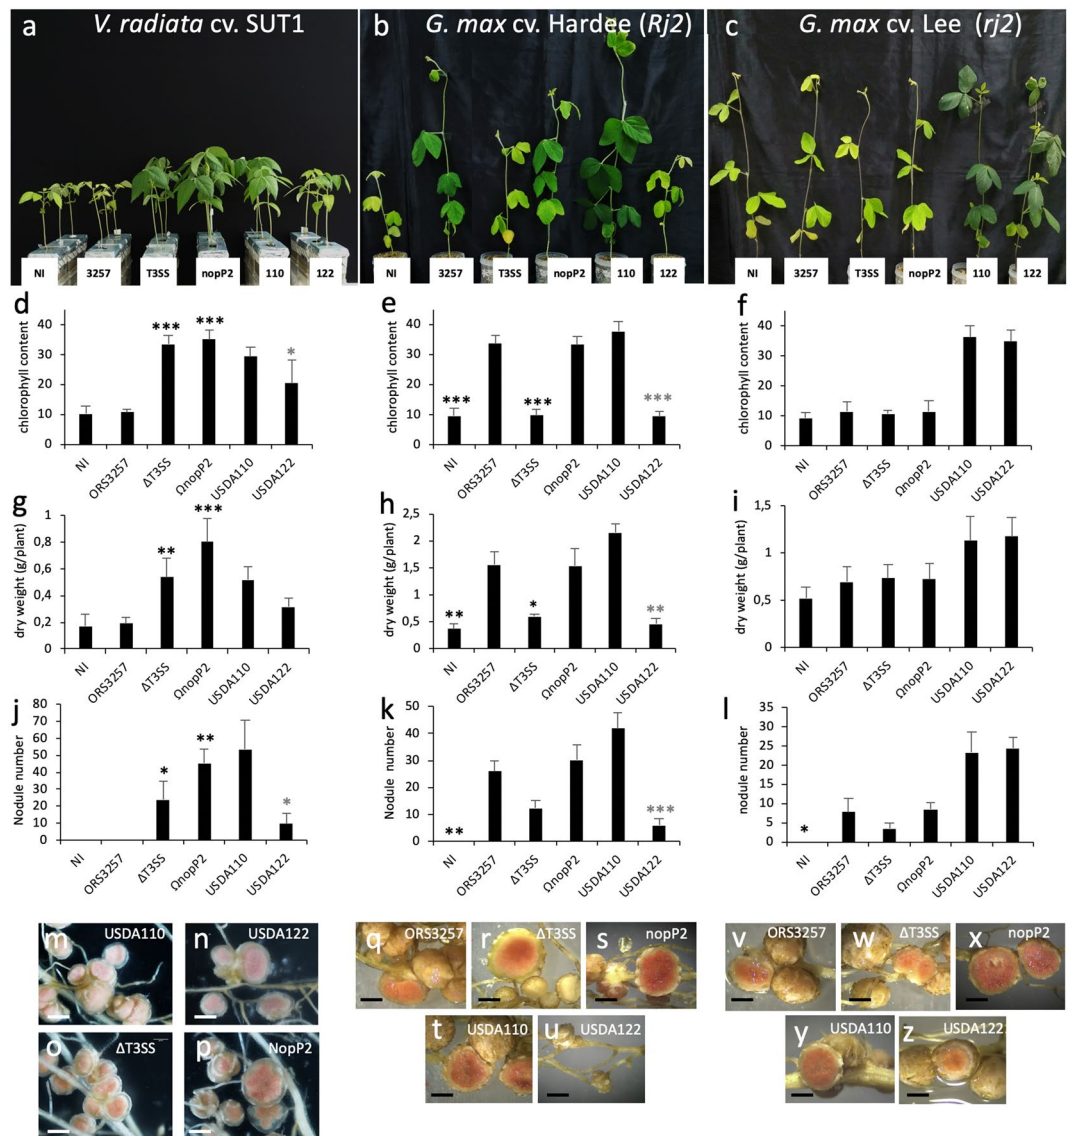 a V. radiata cv. SUT1
b G. max cv. Hardee (Rj2)
c G. max cv. Lee (rj2)
NI 3257 T3SS nopP2 110 122
NI 3257 T3SS nopP2 110 122
NI 3257 T3SS nopP2 110 122
d
chlorophyll content
40
30
20
10
0
*** *** *
NI ORS3257 ΔT3SS ΩnopP2 USDA110 USDA122
e
chlorophyll content
40
30
20
10
0
*** *** ***
NI ORS3257 ΔT3SS ΩnopP2 USDA110 USDA122
f
chlorophyll content
40
30
20
10
0
NI ORS3257 ΔT3SS ΩnopP2 USDA110 USDA122
g
dry weight (g/plant)
1
0,8
0,6
0,4
0,2
0
** ***
NI ORS3257 ΔT3SS ΩnopP2 USDA110 USDA122
h
dry weight (g/plant)
2,5
2
1,5
1
0,5
0
** * **
NI ORS3257 ΔT3SS ΩnopP2 USDA110 USDA122
i
dry weight (g/plant)
1,5
1
0,5
0
NI ORS3257 ΔT3SS ΩnopP2 USDA110 USDA122
j
Nodule number
80
70
60
50
40
30
20
10
0
* ** *
NI ORS3257 ΔT3SS ΩnopP2 USDA110 USDA122
k
Nodule number
50
40
30
20
10
0
** ***
NI ORS3257 ΔT3SS ΩnopP2 USDA110 USDA122
l
nodule number
35
30
25
20
15
10
5
0
*
NI ORS3257 ΔT3SS ΩnopP2 USDA110 USDA122
m USDA110
n USDA122
o ΔT3SS
p NopP2
q ORS3257
r ΔT3SS
s nopP2
t USDA110
u USDA122
v ORS3257
w ΔT3SS
x nopP2
y USDA110
z USDA122